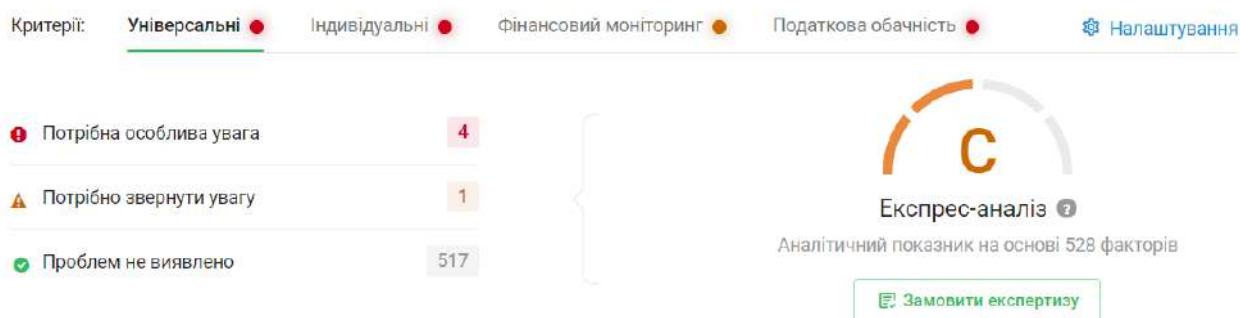 Критерії: Універсальні Індивідуальні Фінансовий моніторинг Податкова обачність Налаштування
Потрібна особлива увага 4
Потрібно звернути увагу 1
Проблем не виявлено 517
C
Експрес-аналіз ?
Аналітичний показник на основі 528 факторів
Замовити експертизу